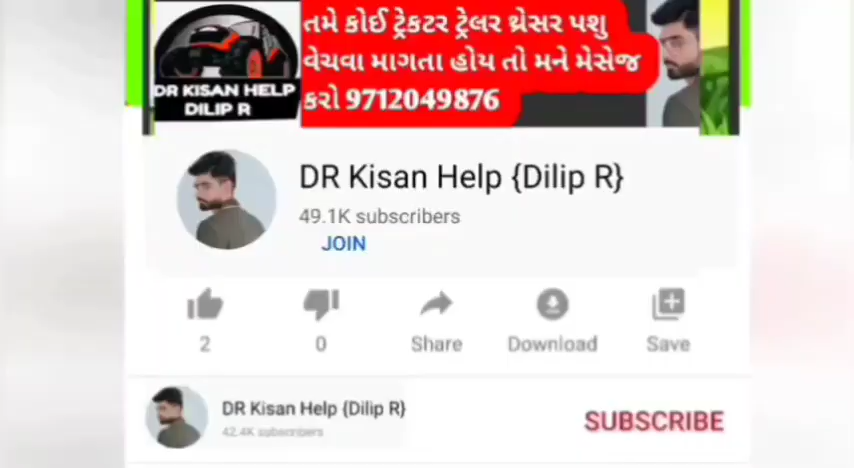 તમે કોઈ ટ્રેકટર ટ્રેલર થ્રેસર પશુ
વેચવા માગતા હોય તો મને મેસેજ
કરો 9712049876
DR KISAN HELP
DILIP R
DR Kisan Help {Dilip R}
49.1K subscribers
JOIN
2
0
Share
Download
Save
DR Kisan Help {Dilip R}
42.4K subscribers
SUBSCRIBE